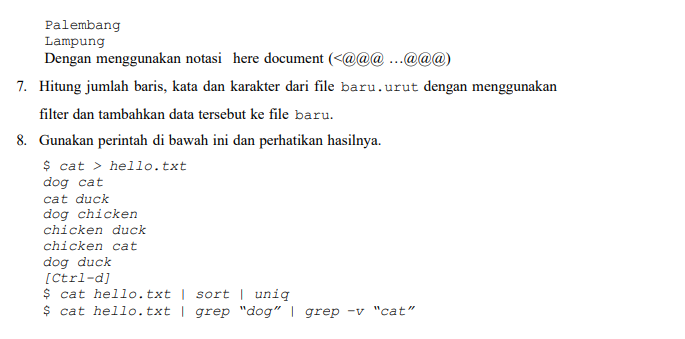 Palembang
Lampung
Dengan menggunakan notasi here document (<@@@ …@@@)
7. Hitung jumlah baris, kata dan karakter dari file baru.urut dengan menggunakan
filter dan tambahkan data tersebut ke file baru.
8. Gunakan perintah di bawah ini dan perhatikan hasilnya.
$ cat > hello.txt
dog cat
cat duck
dog chicken
chicken duck
chicken cat
dog duck
[Ctrl-d]
$ cat hello.txt | sort | uniq
$ cat hello.txt | grep “dog” | grep –v “cat”